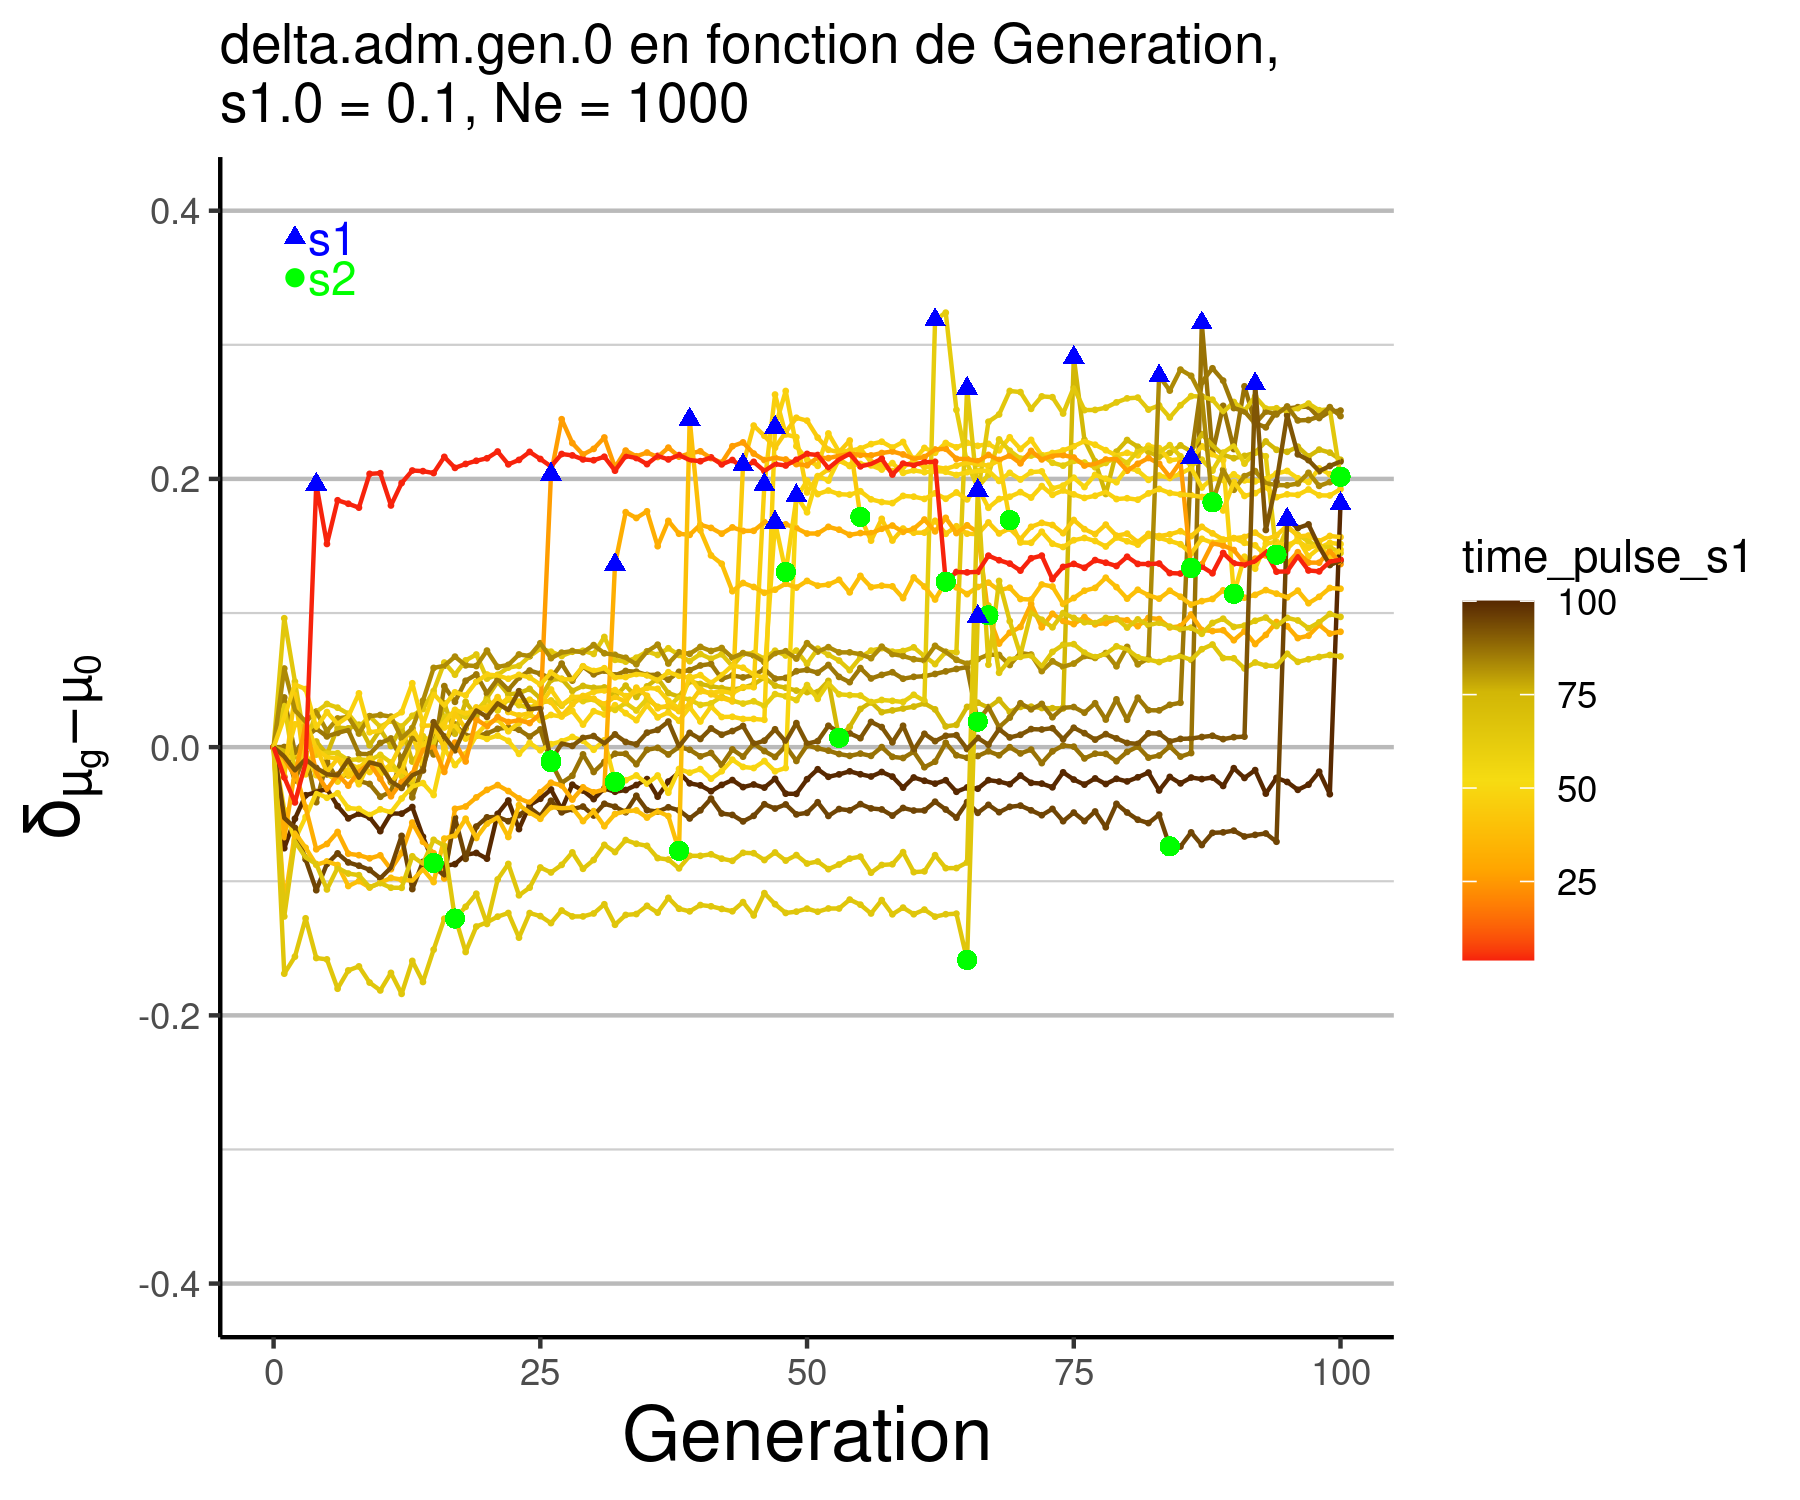 delta.adm.gen.0 en fonction de Generation,
s1.0 = 0.1, Ne = 1000
s1
s2
0.4
0.2
0.0
-0.2
-0.4
δμg−μ0
0
25
50
75
100
Generation
time_pulse_s1
100
75
50
25